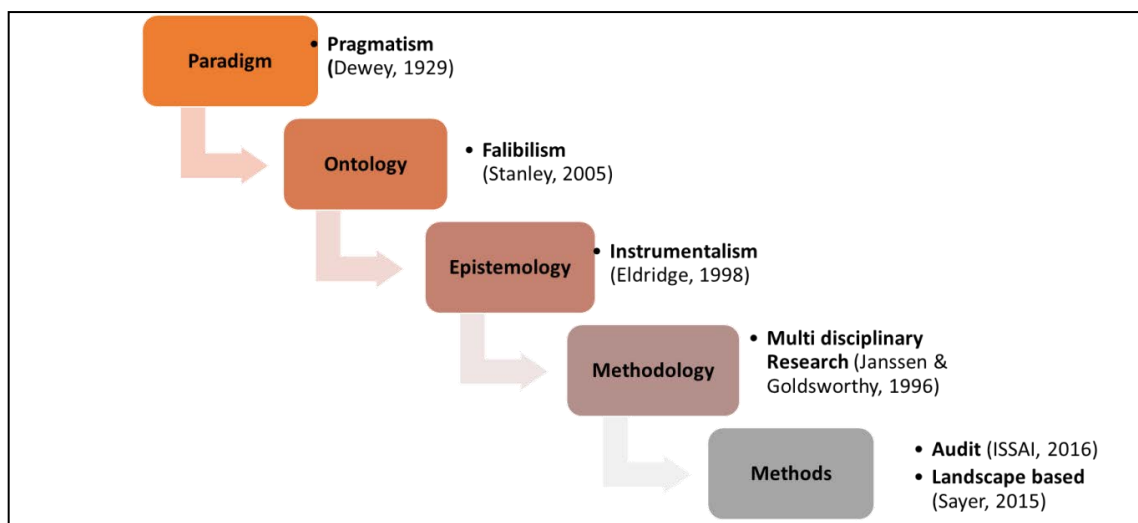 Paradigm
• Pragmatism
(Dewey, 1929)
Ontology
• Falibilism
(Stanley, 2005)
Epistemology
• Instrumentalism
(Eldridge, 1998)
Methodology
• Multi disciplinary
Research (Janssen &
Goldsworthy, 1996)
Methods
• Audit (ISSAI, 2016)
• Landscape based
(Sayer, 2015)